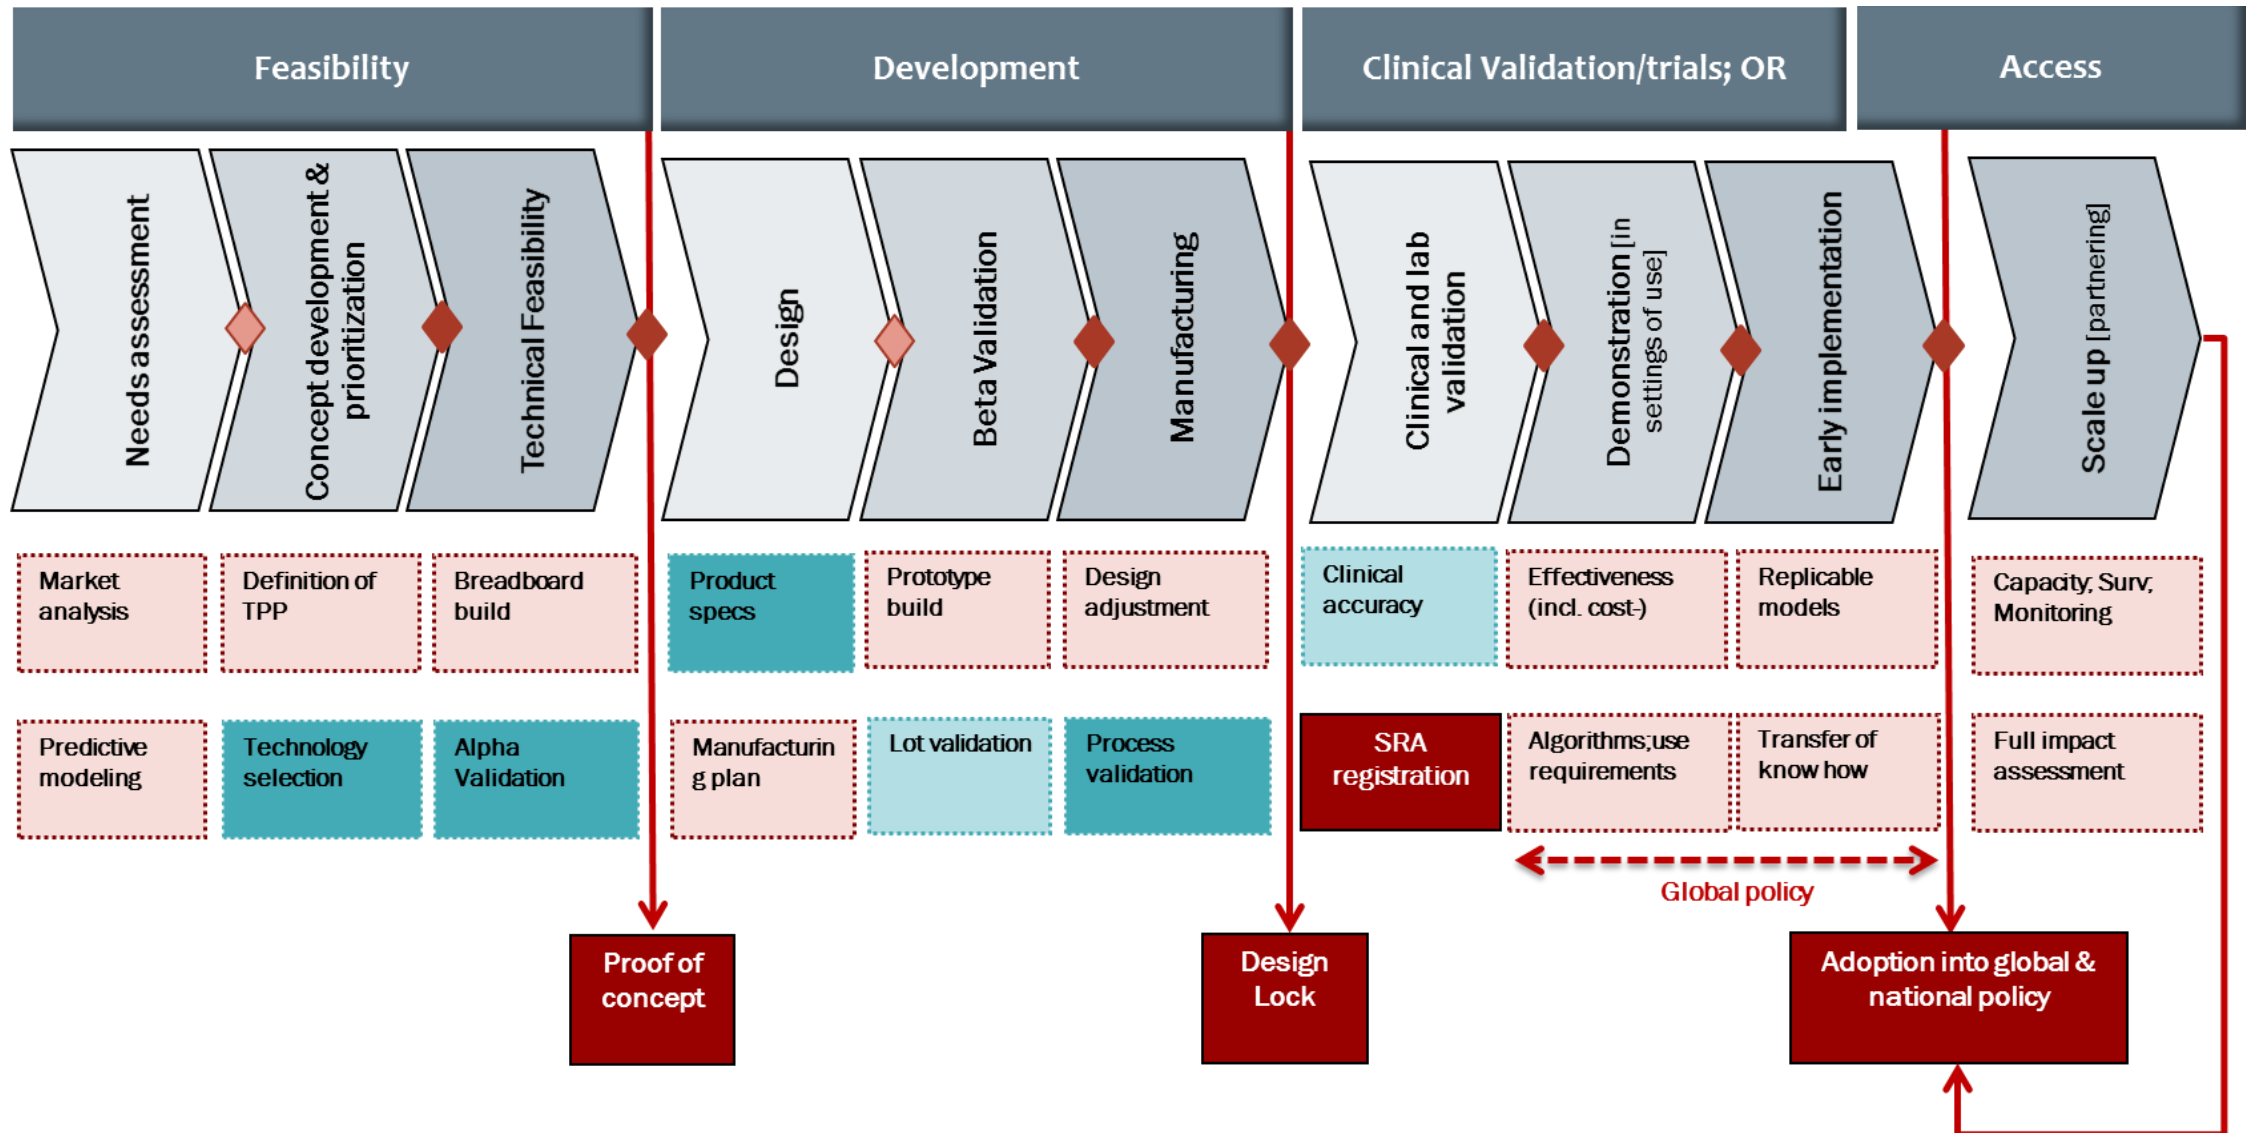 Feasibility
Development
Clinical Validation/trials; OR
Access
Needs assessment
Concept development &
prioritization
Technical Feasibility
Design
Beta Validation
Manufacturing
Clinical and lab
validation
Demonstration [in
settings of use]
Early implementation
Scale up [partnering]
Market
analysis
Definition of
TPP
Breadboard
build
Product
specs
Prototype
build
Design
adjustment
Clinical
accuracy
Effectiveness
(incl. cost-)
Replicable
models
Capacity; Surv;
Monitoring
Predictive
modeling
Technology
selection
Alpha
Validation
Manufacturin
g plan
Lot validation
Process
validation
SRA
registration
Algorithms;use
requirements
Transfer of
know how
Full impact
assessment
Global policy
Proof of
concept
Design
Lock
Adoption into global &
national policy